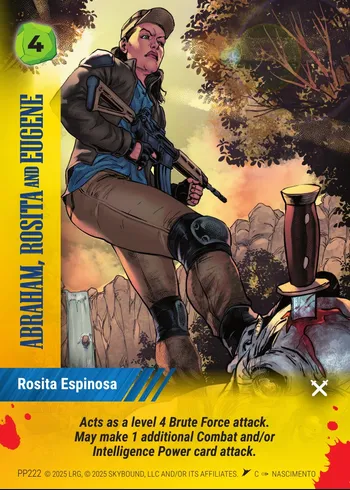 4
ABRAHAM, ROSITA AND EUGENE
Rosita Espinosa
Acts as a level 4 Brute Force attack.
May make 1 additional Combat and/or
Intelligence Power card attack.
PP222 © 2025 LRG, © 2025 SKYBOUND, LLC AND/OR ITS AFFILIATES. C NASCIMENTO